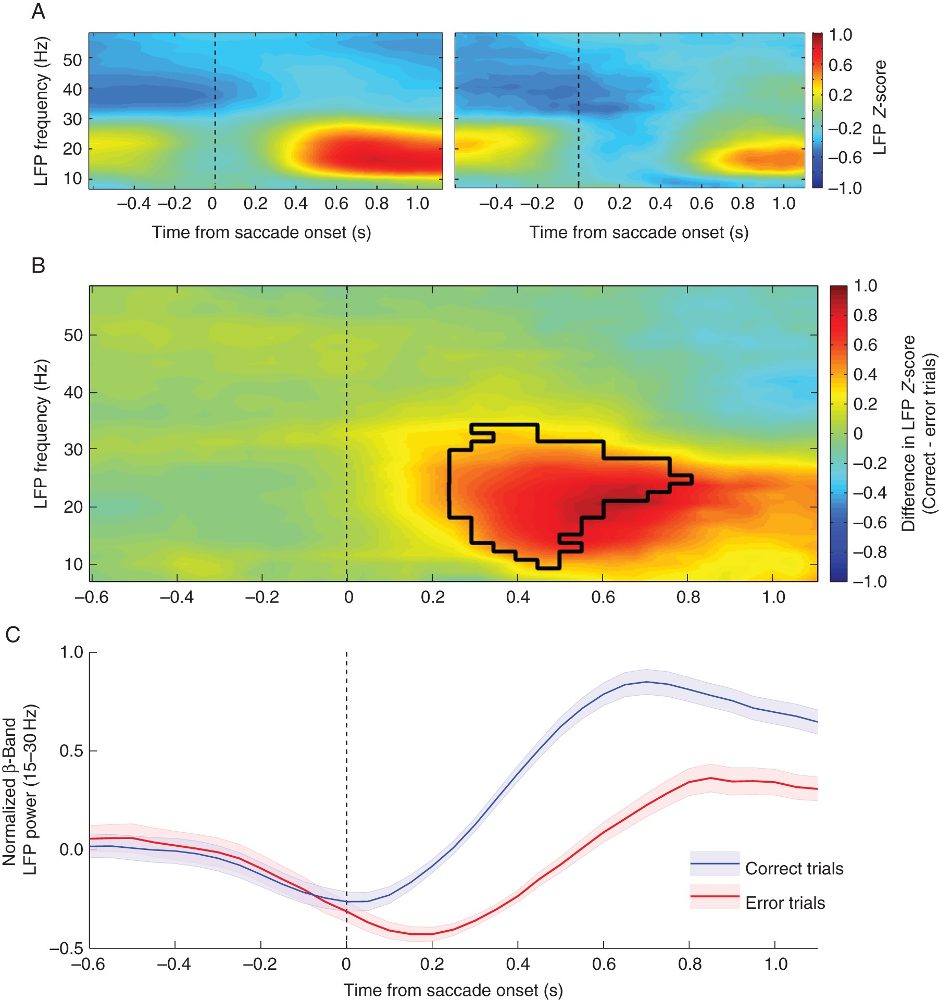 A
LFP frequency (Hz)
50
40
30
20
10
–0.4 –0.2 0 0.2 0.4 0.6 0.8 1.0
Time from saccade onset (s)
–0.4 –0.2 0 0.2 0.4 0.6 0.8 1.0
Time from saccade onset (s)
1.0
0.6
0.2
–0.2
–0.6
–1.0
LFP Z-score
B
LFP frequency (Hz)
50
40
30
20
10
–0.6 –0.4 –0.2 0 0.2 0.4 0.6 0.8 1.0
1.0
0.8
0.6
0.4
0.2
0
–0.2
–0.4
–0.6
–0.8
–1.0
Difference in LFP Z-score
(Correct - error trials)
C
Normalized β-Band
LFP power (15–30 Hz)
1.0
0.5
0.0
–0.5
–0.6 –0.4 –0.2 0 0.2 0.4 0.6 0.8 1.0
Time from saccade onset (s)
Correct trials
Error trials